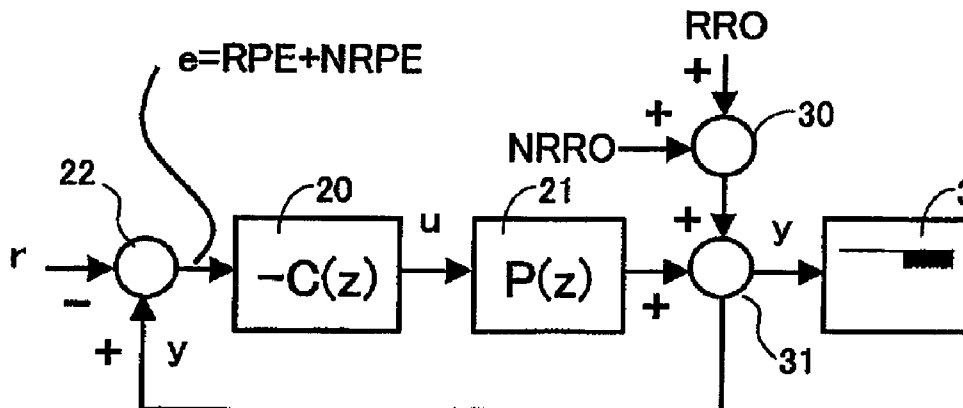 RRO
e=RPE+NRPE
+
+
30
NRRO
22
20
21
+
u
y
r
-C(z)
P(z)
−
+
+
y
31